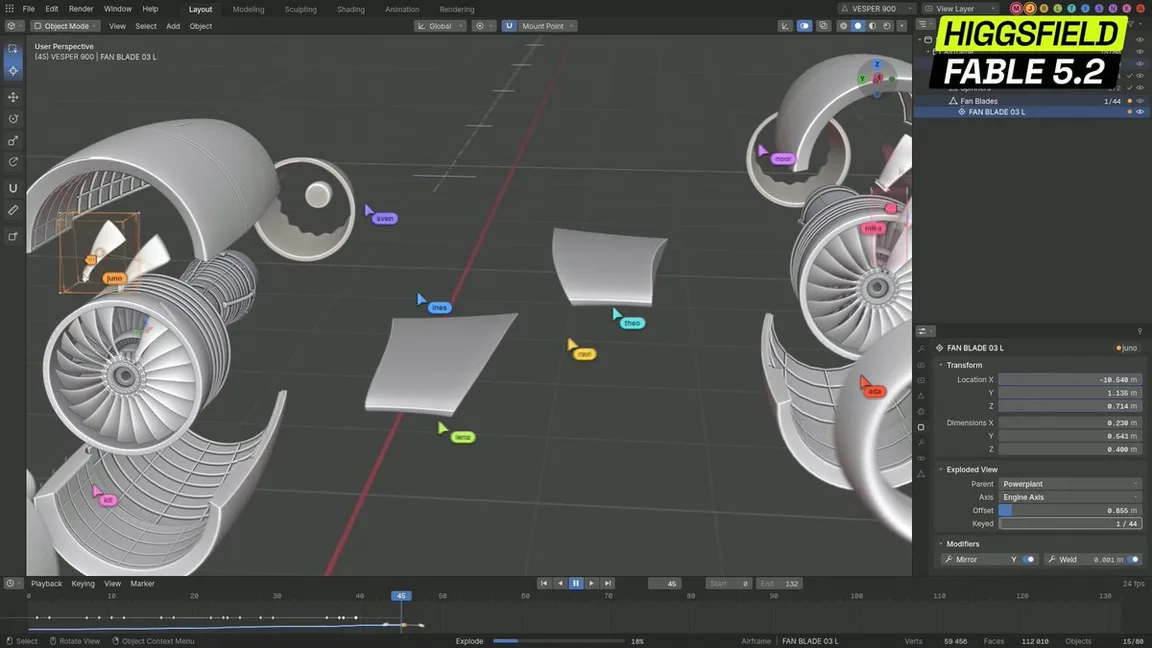 File Edit Render Window Help
Layout Modeling Sculpting Shading Animation Rendering
VESPER 900
View Layer
Object Mode
View Select Add Object
Global
Mount Point
HIGGSFIELD
FABLE 5.2
User Perspective
(45) VESPER 900 | FAN BLADE 03 L
Fan Blades 1/44
FAN BLADE 03 L
noor
sven
mika
juno
ines
theo
ravi
ada
lena
kit
FAN BLADE 03 L juno
Transform
Location X -10.540 m
Y 1.135 m
Z 0.714 m
Dimensions X 0.230 m
Y 0.543 m
Z 0.400 m
Exploded View
Parent Powerplant
Axis Engine Axis
Offset 0.855 m
Keyed 1 / 44
Modifiers
Mirror Y
Weld 0.001 m
Playback Keying View Marker
45
Start 0
End 132
24 fps
0 10 20 30 40 45 50 60 70 80 90 100 110 120 130
Select Rotate View Object Context Menu
Explode 18%
Airframe | FAN BLADE 03 L
Verts 59 456 Faces 112 010 Objects 15/80